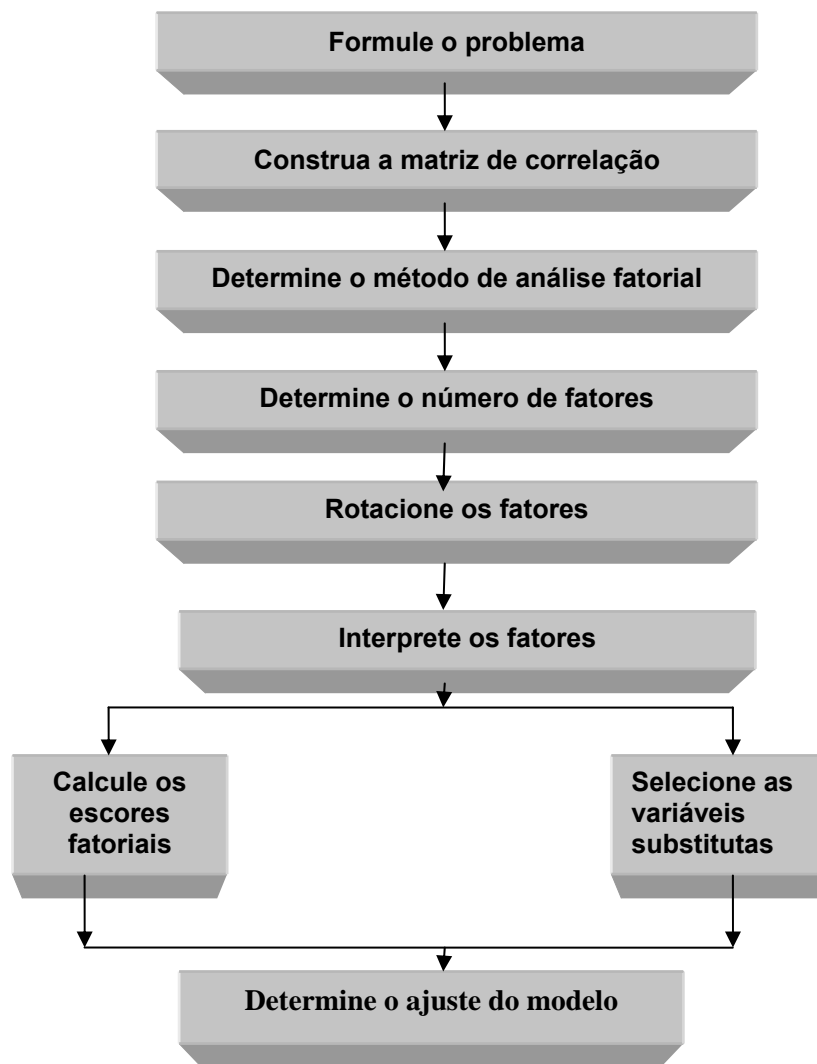 Formule o problema
Construa a matriz de correlação
Determine o método de análise fatorial
Determine o número de fatores
Rotacione os fatores
Interprete os fatores
Calcule os
escores
fatoriais
Selecione as
variáveis
substitutas
Determine o ajuste do modelo